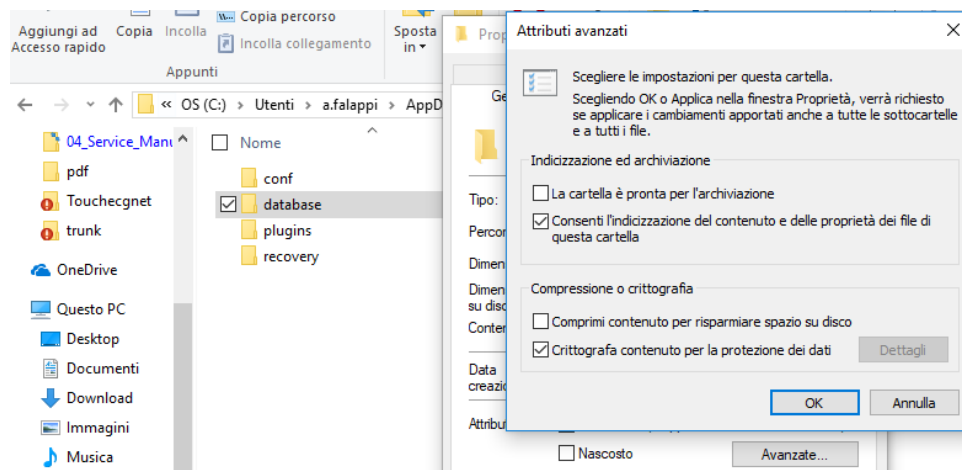 Aggiungi ad
Accesso rapido
Copia
Incolla
Copia percorso
Incolla collegamento
Sposta
in
Appunti
« OS (C:) › Utenti › a.falappi › AppD
04_Service_Manu
pdf
Touchecgnet
trunk
OneDrive
Questo PC
Desktop
Documenti
Download
Immagini
Musica
Nome
conf
database
plugins
recovery
Prop
Ge
Tipo:
Percor
Dimen
Dimen
su disc
Conter
Data
creazio
Attribut
Nascosto
Avanzate...
Attributi avanzati
Scegliere le impostazioni per questa cartella.
Scegliendo OK o Applica nella finestra Proprietà, verrà richiesto
se applicare i cambiamenti apportati anche a tutte le sottocartelle
e a tutti i file.
Indicizzazione ed archiviazione
La cartella è pronta per l'archiviazione
Consenti l'indicizzazione del contenuto e delle proprietà dei file di
questa cartella
Compressione o crittografia
Comprimi contenuto per risparmiare spazio su disco
Crittografa contenuto per la protezione dei dati
Dettagli
OK
Annulla